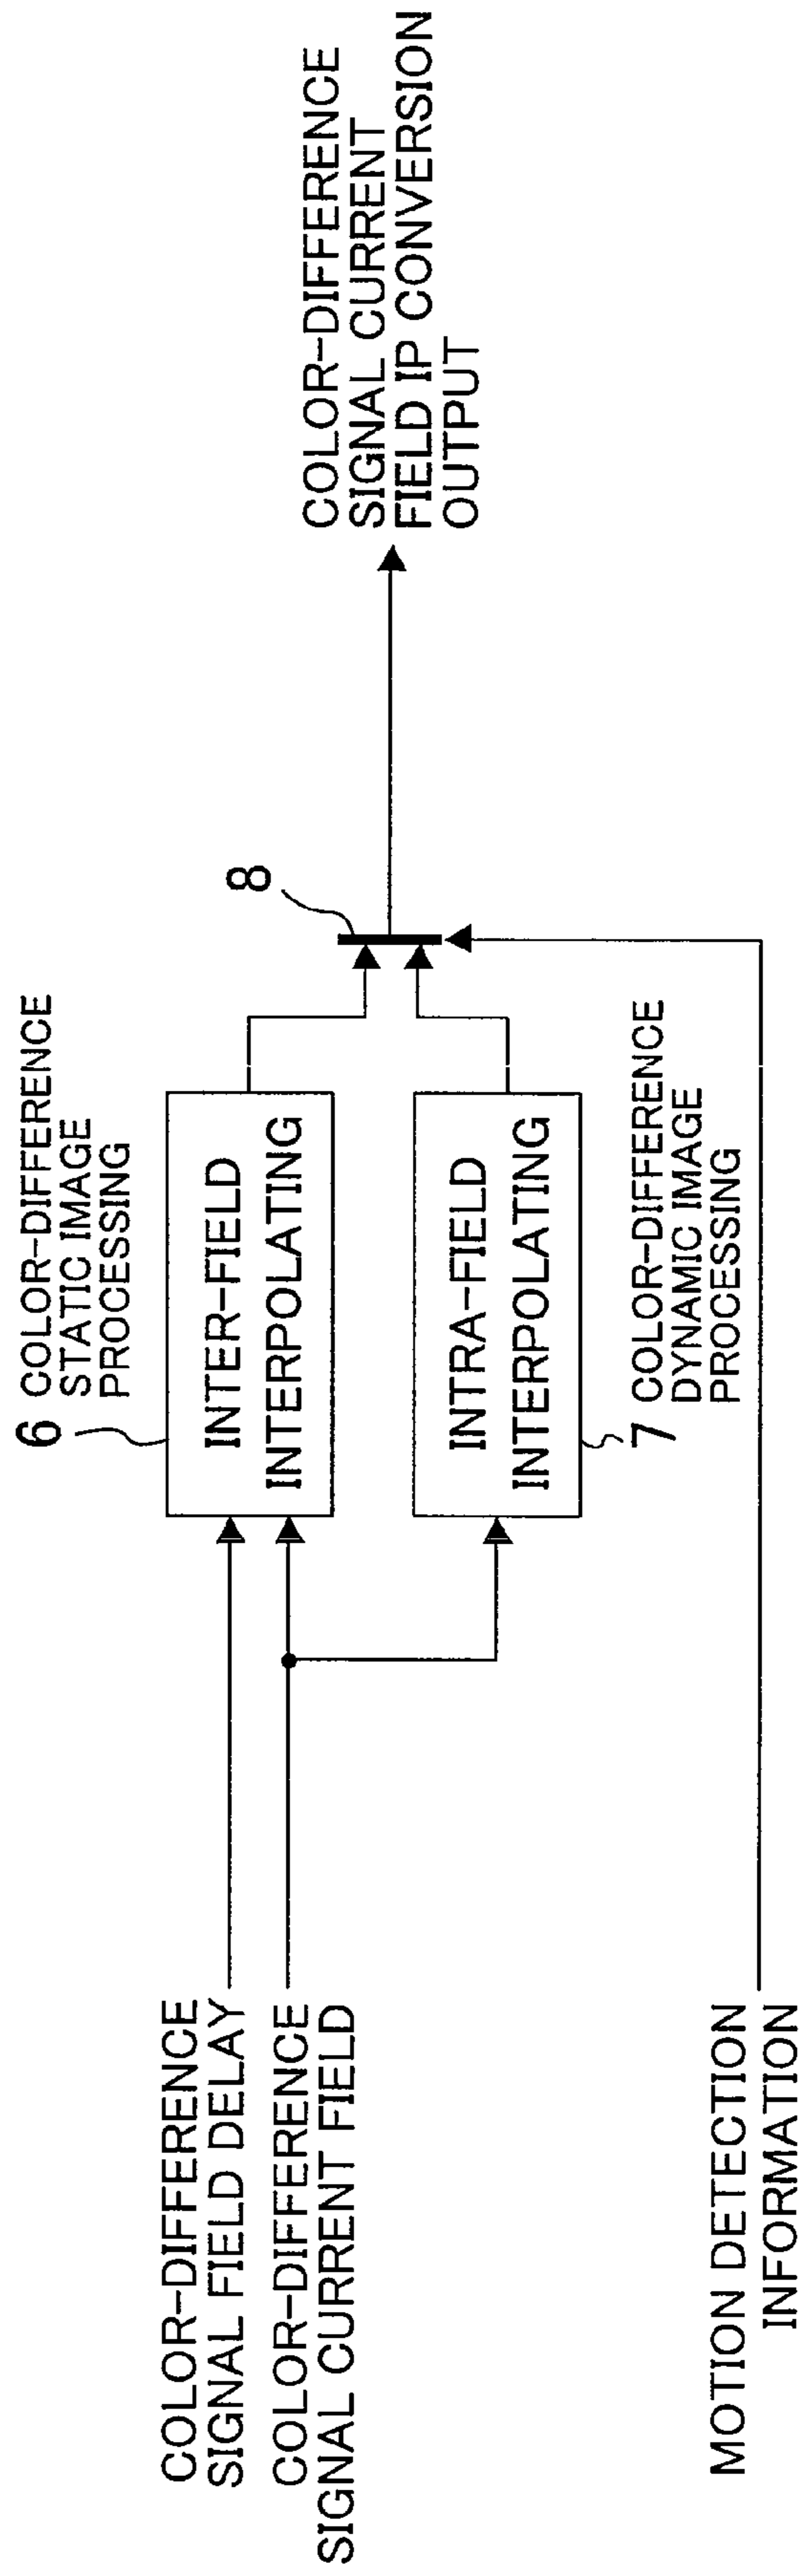 COLOR-DIFFERENCE
SIGNAL FIELD DELAY
COLOR-DIFFERENCE
SIGNAL CURRENT FIELD
MOTION DETECTION
INFORMATION
6
COLOR-DIFFERENCE
STATIC IMAGE
PROCESSING
INTER-FIELD
INTERPOLATING
INTRA-FIELD
INTERPOLATING
7
COLOR-DIFFERENCE
DYNAMIC IMAGE
PROCESSING
8
COLOR-DIFFERENCE
SIGNAL CURRENT
FIELD IP CONVERSION
OUTPUT